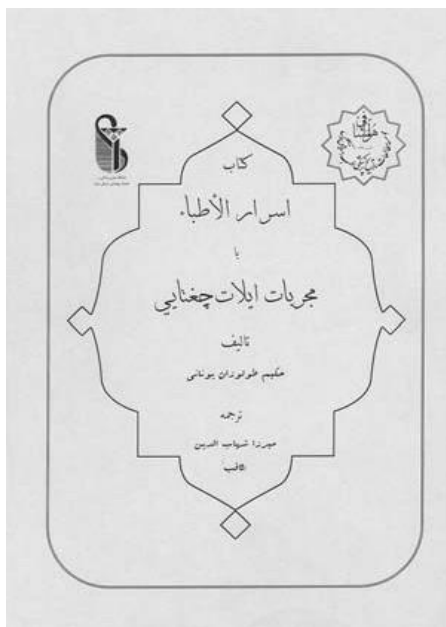 کتاب
اسرار الأطباء
یا
مجربات ایلات چغتایی
تالیف
حکیم طولوزان یونانی
ترجمه
میرزا شهاب الدین
ثاقب